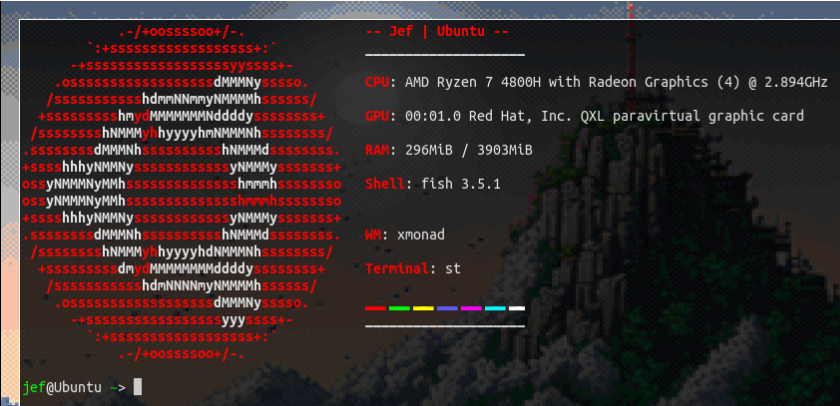 -- Jef | Ubuntu --
CPU: AMD Ryzen 7 4800H with Radeon Graphics (4) @ 2.894GHz
GPU: 00:01.0 Red Hat, Inc. QXL paravirtual graphic card
RAM: 296MiB / 3903MiB
Shell: fish 3.5.1
WM: xmonad
Terminal: st
jef@Ubuntu ~>